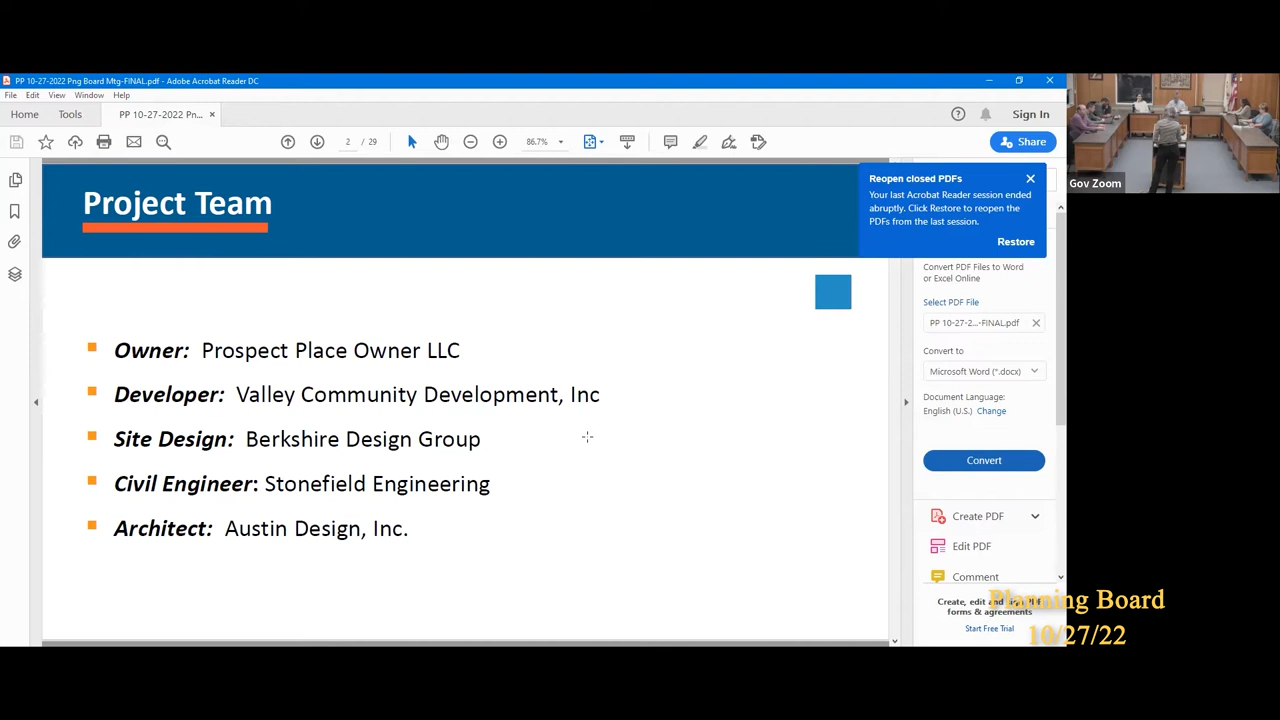 PP 10-27-2022 Png Board Mtg-FINAL.pdf - Adobe Acrobat Reader DC
File Edit View Window Help
Home Tools PP 10-27-2022 Pn... × Sign In
2 / 29 86.7% Share
Project Team
Reopen closed PDFs
Your last Acrobat Reader session ended
abruptly. Click Restore to reopen the
PDFs from the last session.
Restore
Gov Zoom
Owner: Prospect Place Owner LLC
Developer: Valley Community Development, Inc
Site Design: Berkshire Design Group
Civil Engineer: Stonefield Engineering
Architect: Austin Design, Inc.
Convert PDF Files to Word
or Excel Online
Select PDF File
PP 10-27-2...-FINAL.pdf
Convert to
Microsoft Word (*.docx)
Document Language:
English (U.S.) Change
Convert
Create PDF
Edit PDF
Comment
Create, edit and sign PDF
forms & agreements
Start Free Trial
Planning Board
10/27/22